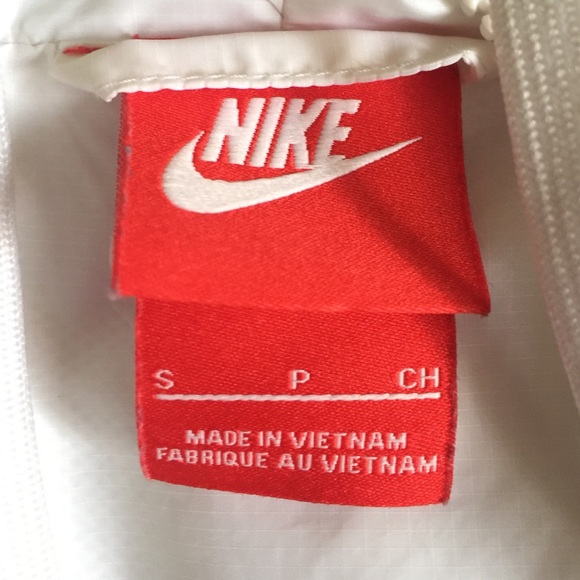 NIKE
S P CH
MADE IN VIETNAM
FABRIQUE AU VIETNAM